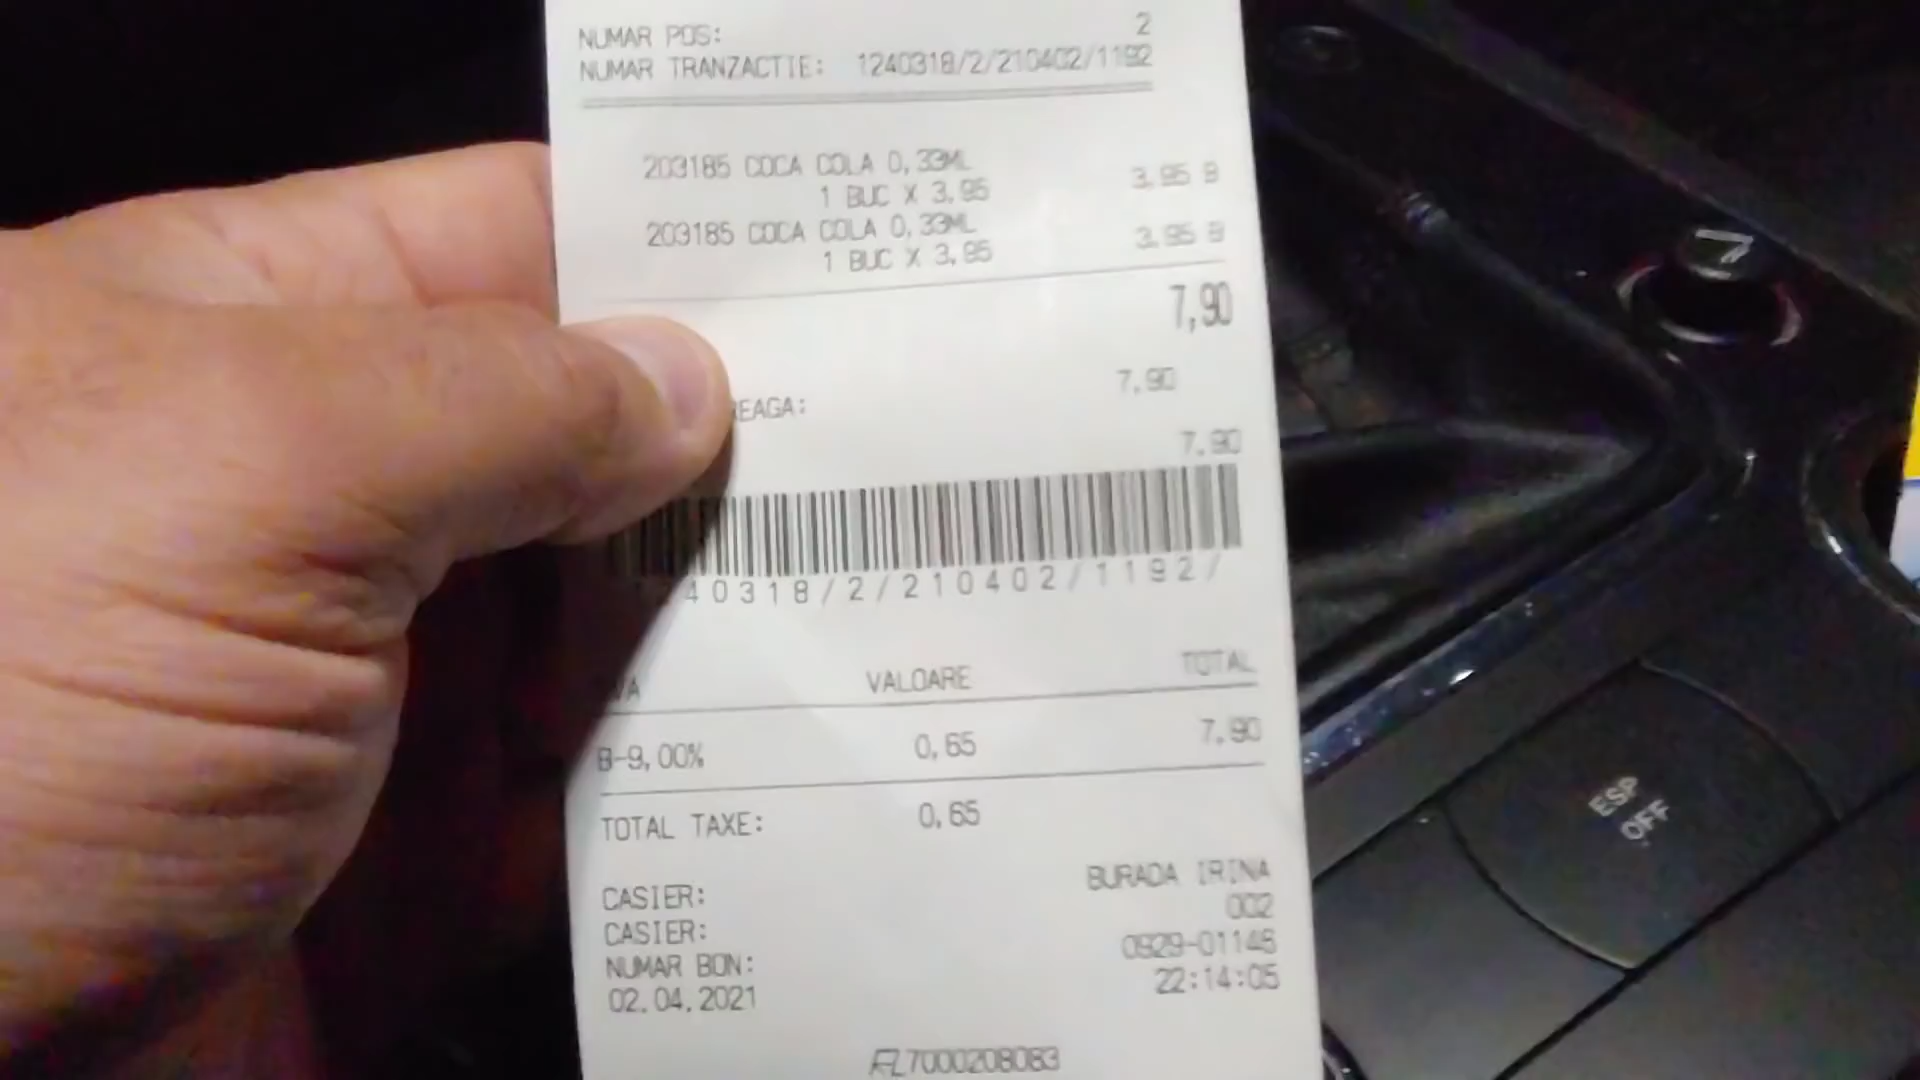 NUMAR POS: 2
NUMAR TRANZACTIE: 1240318/2/210402/1192
203185 COCA COLA 0,33ML
1 BUC X 3,95 3,95 B
203185 COCA COLA 0,33ML
1 BUC X 3,95 3,95 B
7,90
REAGA: 7,90
7,90
40318/2/210402/1192/
VA VALOARE TOTAL
B-9,00% 0,65 7,90
TOTAL TAXE: 0,65
CASIER: BURADA IRINA
CASIER: 002
NUMAR BON: 0929-01146
02.04.2021 22:14:05
7000208083
ESP
OFF